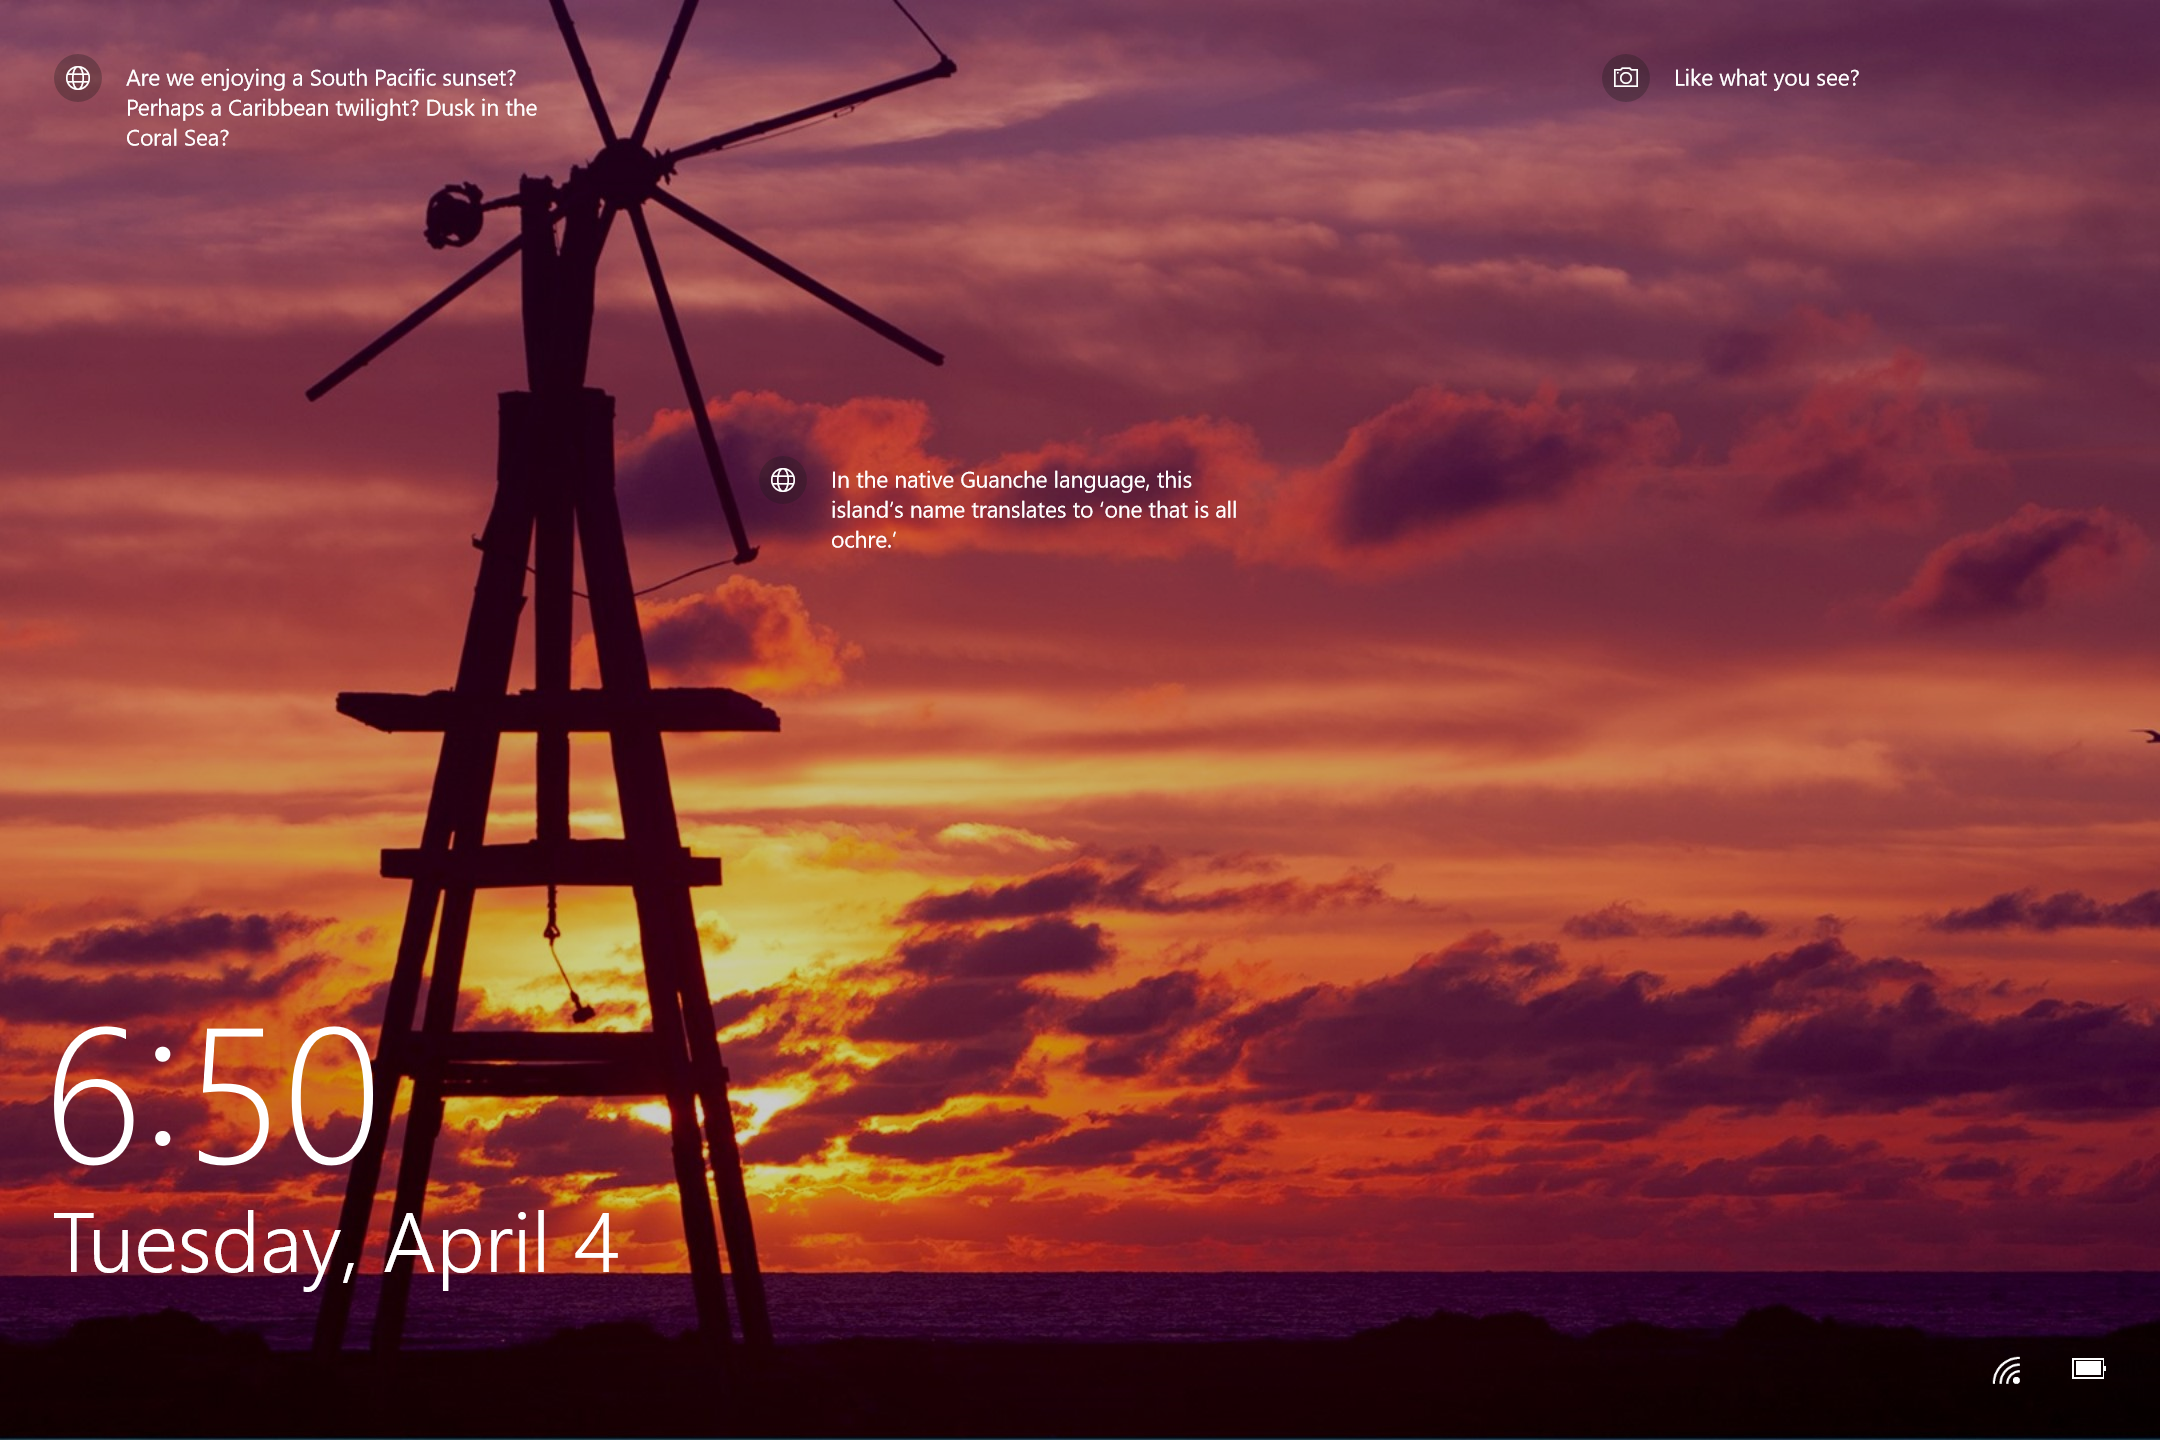 Are we enjoying a South Pacific sunset?
Perhaps a Caribbean twilight? Dusk in the
Coral Sea?
Like what you see?
In the native Guanche language, this
island’s name translates to ‘one that is all
ochre.’
6:50
Tuesday, April 4